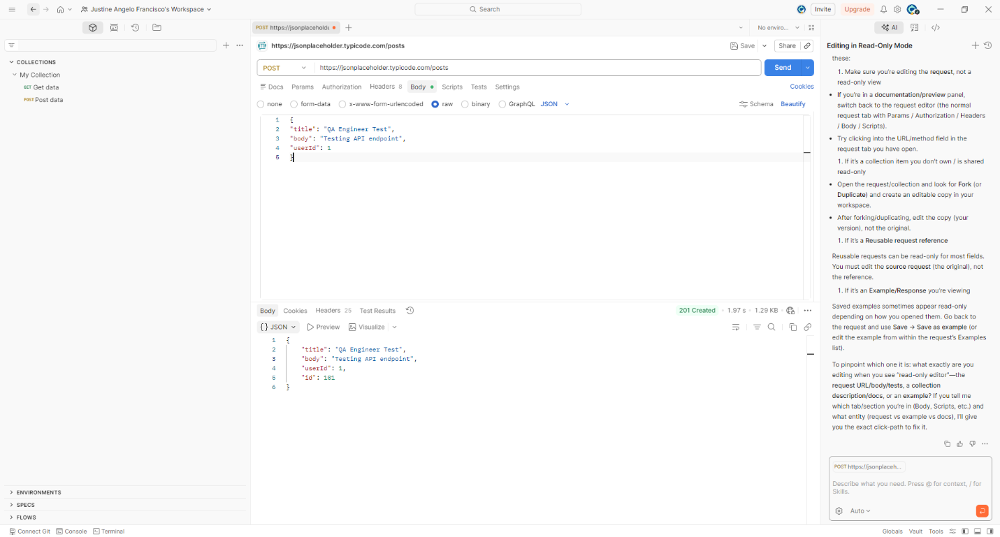 Justine Angelo Francisco's Workspace
Search
Invite
Upgrade
POST https://jsonplacehold
No enviro...
AI
COLLECTIONS
My Collection
GET Get data
POST Post data
ENVIRONMENTS
SPECS
FLOWS
HTTP https://jsonplaceholder.typicode.com/posts
Save
Share
POST
https://jsonplaceholder.typicode.com/posts
Send
Docs Params Authorization Headers 8 Body Scripts Tests Settings
Cookies
none form-data x-www-form-urlencoded raw binary GraphQL JSON
Schema Beautify
1 {
2 "title": "QA Engineer Test",
3 "body": "Testing API endpoint",
4 "userId": 1
5 }
Body Cookies Headers 25 Test Results
201 Created • 1.97 s • 1.29 KB
{} JSON Preview Visualize
1 {
2 "title": "QA Engineer Test",
3 "body": "Testing API endpoint",
4 "userId": 1,
5 "id": 101
6 }
Editing in Read-Only Mode
these:
1. Make sure you're editing the request, not a
read-only view
• If you're in a documentation/preview panel,
switch back to the request editor (the normal
request tab with Params / Authorization / Headers
/ Body / Scripts).
• Try clicking into the URL/method field in the
request tab you have open.
1. If it's a collection item you don't own / is shared
read-only
• Open the request/collection and look for Fork (or
Duplicate) and create an editable copy in your
workspace.
• After forking/duplicating, edit the copy (your
version), not the original.
1. If it's a Reusable request reference
Reusable requests can be read-only for most fields.
You must edit the source request (the original), not
the reference.
1. If it's an Example/Response you're viewing
Saved examples sometimes appear read-only
depending on how you opened them. Go back to
the request and use Save → Save as example (or
edit the example from within the request's Examples
list).
To pinpoint which one it is: what exactly are you
editing when you see "read-only editor"—the
request URL/body/tests, a collection
description/docs, or an example? If you tell me
which tab/section you're in (Body, Scripts, etc.) and
what entity (request vs example vs docs), I'll give
you the exact click-path to fix it.
POST https://jsonplaceh...
Describe what you need. Press @ for context, / for
Skills.
Auto
Connect Git Console Terminal
Globals Vault Tools